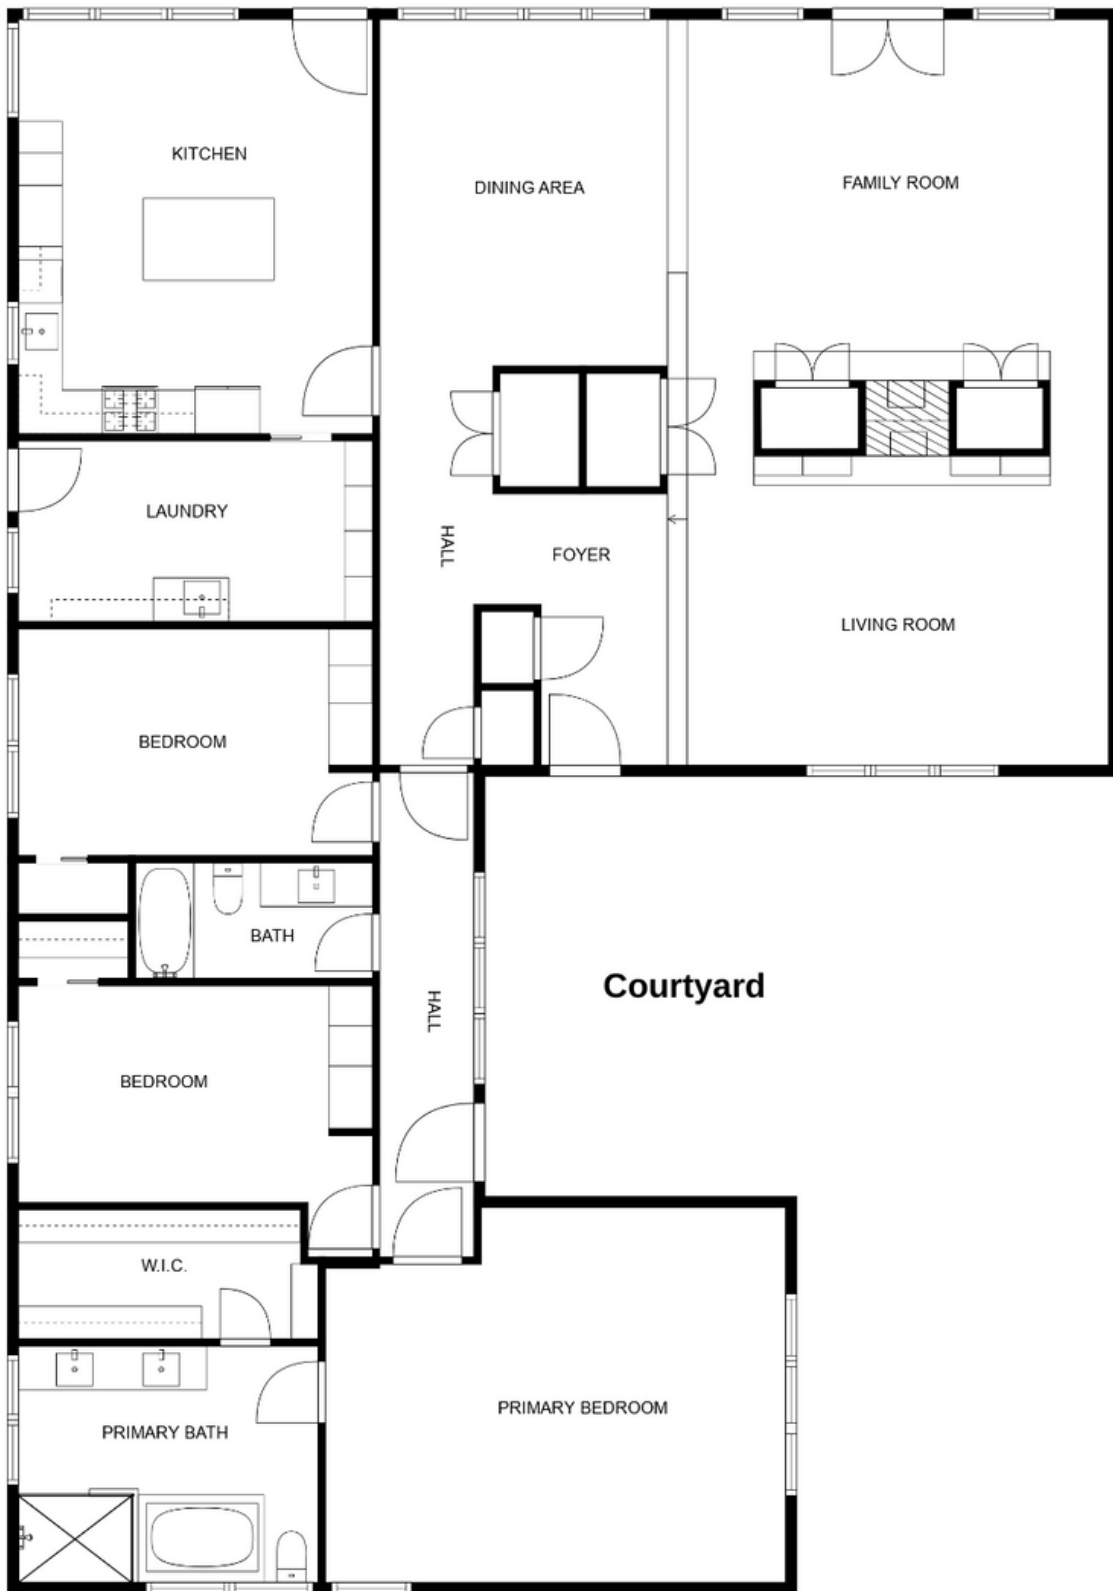 KITCHEN
DINING AREA
FAMILY ROOM
LAUNDRY
HALL
FOYER
LIVING ROOM
BEDROOM
BATH
HALL
Courtyard
BEDROOM
W.I.C.
PRIMARY BATH
PRIMARY BEDROOM